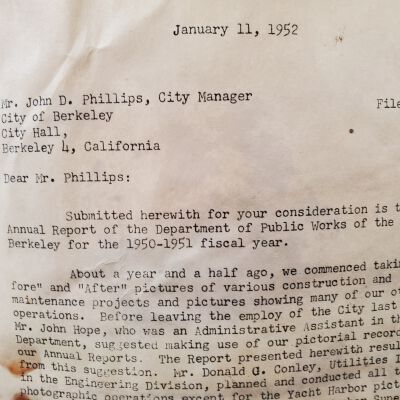 January 11, 1952
Mr. John D. Phillips, City Manager
File
City of Berkeley
City Hall,
Berkeley 4, California
Dear Mr. Phillips:
Submitted herewith for your consideration is t
Annual Report of the Department of Public Works of the
Berkeley for the 1950-1951 fiscal year.
About a year and a half ago, we commenced takin
fore" and "After" pictures of various construction and
maintenance projects and pictures showing many of our ot
operations. Before leaving the employ of the City last
Mr. John Hope, who was an Administrative Assistant in th
Department, suggested making use of our pictorial record
our Annual Reports. The Report presented herewith resul
from this suggestion. Mr. Donald G. Conley, Utilities I
in the Engineering Division, planned and conducted all t
photographic operations except for the Yacht Harbor pict